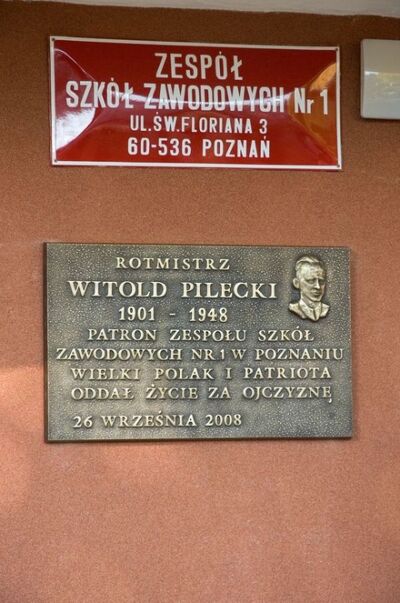 ZESPÓŁ
SZKÓŁ ZAWODOWYCH Nr 1
UL.ŚW.FLORIANA 3
60-536 POZNAŃ
ROTMISTRZ
WITOLD PILECKI
1901 - 1948
PATRON ZESPOŁU SZKÓŁ
ZAWODOWYCH NR 1 W POZNANIU
WIELKI POLAK I PATRIOTA
ODDAŁ ŻYCIE ZA OJCZYZNĘ
26 WRZEŚNIA 2008